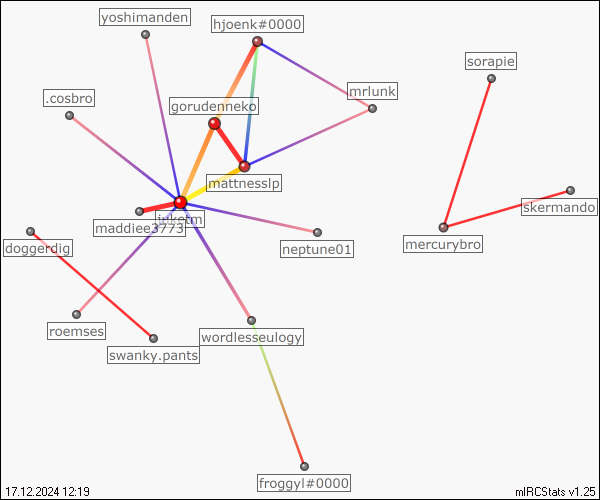 yoshimanden
hjoenk#0000
sorapie
.cosbro
gorudenneko
mrlunk
mattnesslp
skermando
maddiee3773
doggerdig
neptune01
mercurybro
roemses
swanky.pants
wordlesseulogy
froggyl#0000
17.12.2024 12:19
mIRCStats v1.25